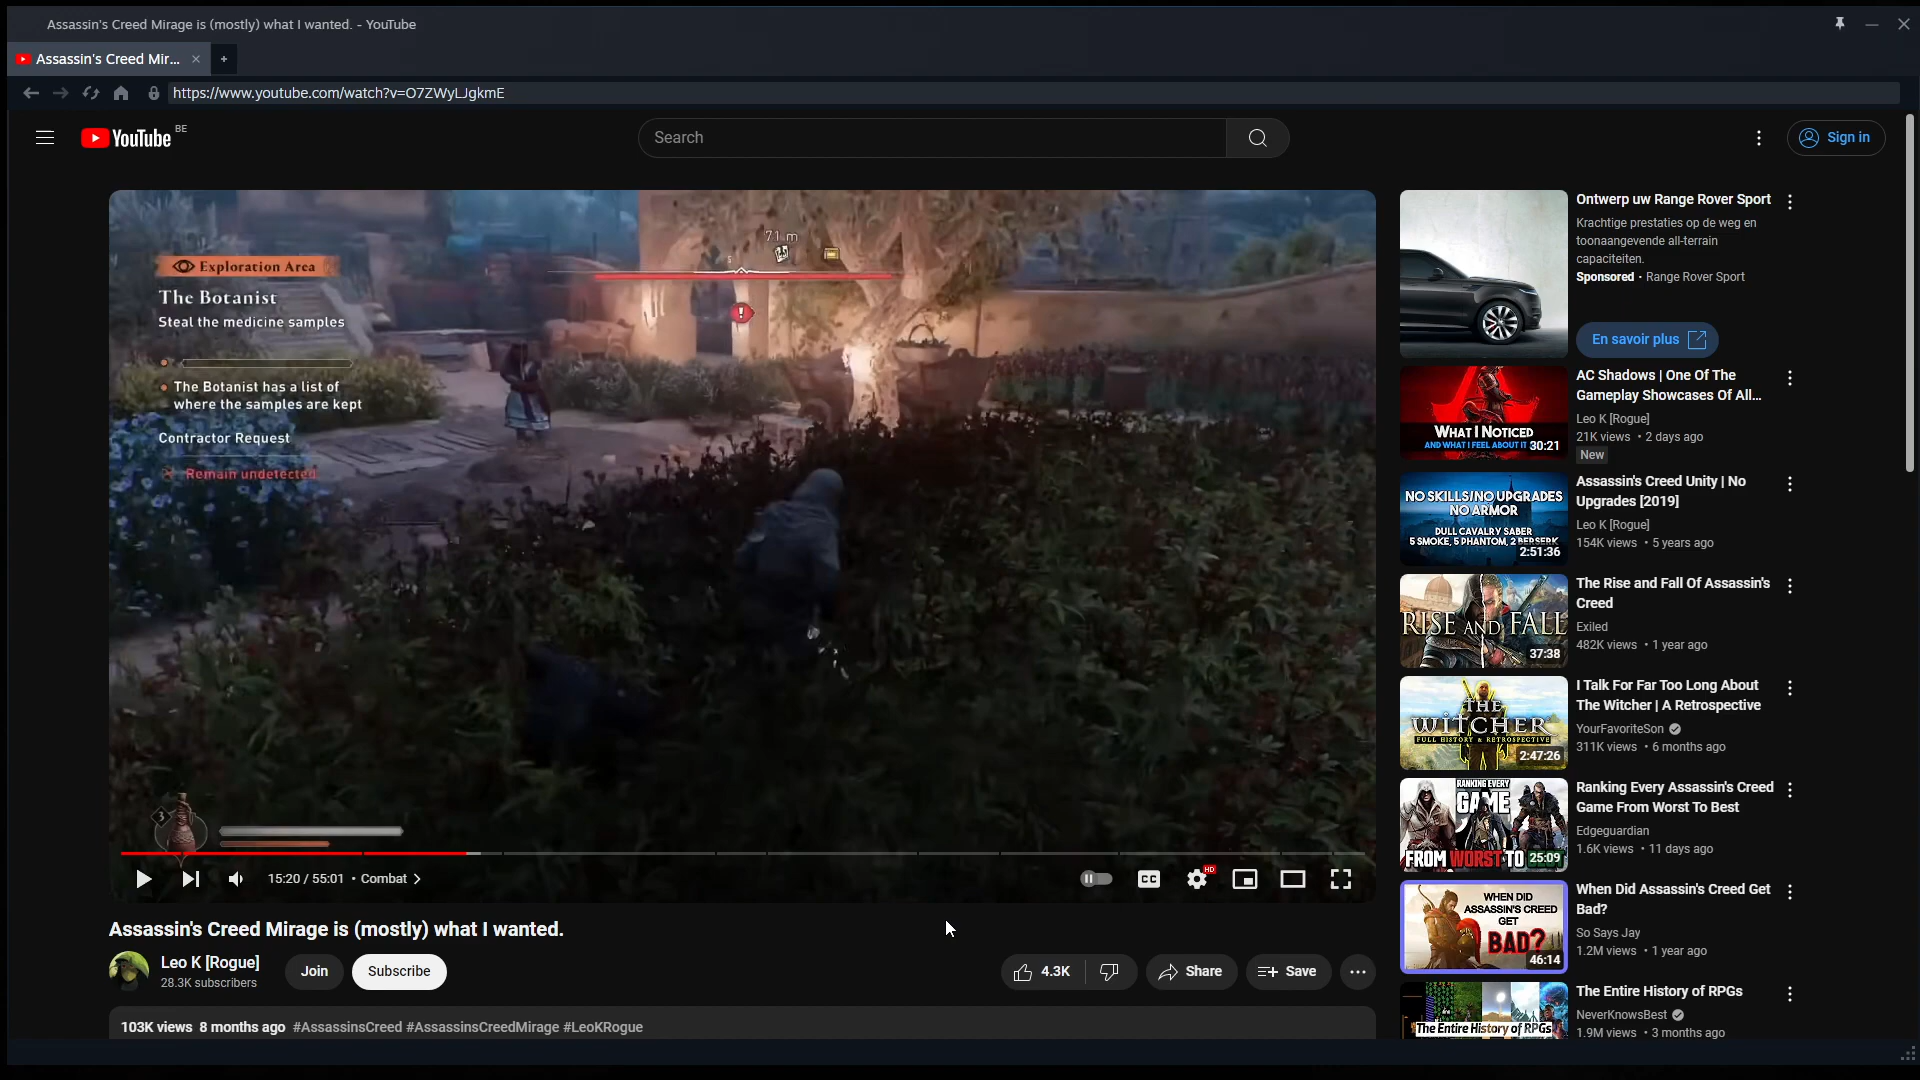 Assassin's Creed Mirage is (mostly) what I wanted. - YouTube
Assassin's Creed Mir...
https://www.youtube.com/watch?v=O7ZWyLJgkmE
YouTube BE
Search
Sign in
71 m
Exploration Area
The Botanist
Steal the medicine samples
The Botanist has a list of
where the samples are kept
Contractor Request
Remain undetected
3
15:20 / 55:01 • Combat
CC
HD
Assassin's Creed Mirage is (mostly) what I wanted.
Leo K [Rogue]
28.3K subscribers
Join
Subscribe
4.3K
Share
Save
103K views 8 months ago #AssassinsCreed #AssassinsCreedMirage #LeoKRogue
Ontwerp uw Range Rover Sport
Krachtige prestaties op de weg en
toonaangevende all-terrain
capaciteiten.
Sponsored • Range Rover Sport
En savoir plus
WHAT I NOTICED
AND WHAT I FEEL ABOUT IT
30:21
AC Shadows | One Of The
Gameplay Showcases Of All...
Leo K [Rogue]
21K views • 2 days ago
New
NO SKILLS/NO UPGRADES
NO ARMOR
DULL CAVALRY SABER
5 SMOKE, 5 PHANTOM, 2 BERSERK
2:51:36
Assassin's Creed Unity | No
Upgrades [2019]
Leo K [Rogue]
154K views • 5 years ago
RISE AND FALL
37:38
The Rise and Fall Of Assassin's
Creed
Exiled
482K views • 1 year ago
THE
WITCHER
FULL HISTORY & RETROSPECTIVE
2:47:26
I Talk For Far Too Long About
The Witcher | A Retrospective
YourFavoriteSon
311K views • 6 months ago
RANKING EVERY
GAME
FROM WORST TO
25:09
Ranking Every Assassin's Creed
Game From Worst To Best
Edgeguardian
1.6K views • 11 days ago
WHEN DID
ASSASSIN'S CREED
GET
BAD?
46:14
When Did Assassin's Creed Get
Bad?
So Says Jay
1.2M views • 1 year ago
The Entire History of RPGs
The Entire History of RPGs
NeverKnowsBest
1.9M views • 3 months ago